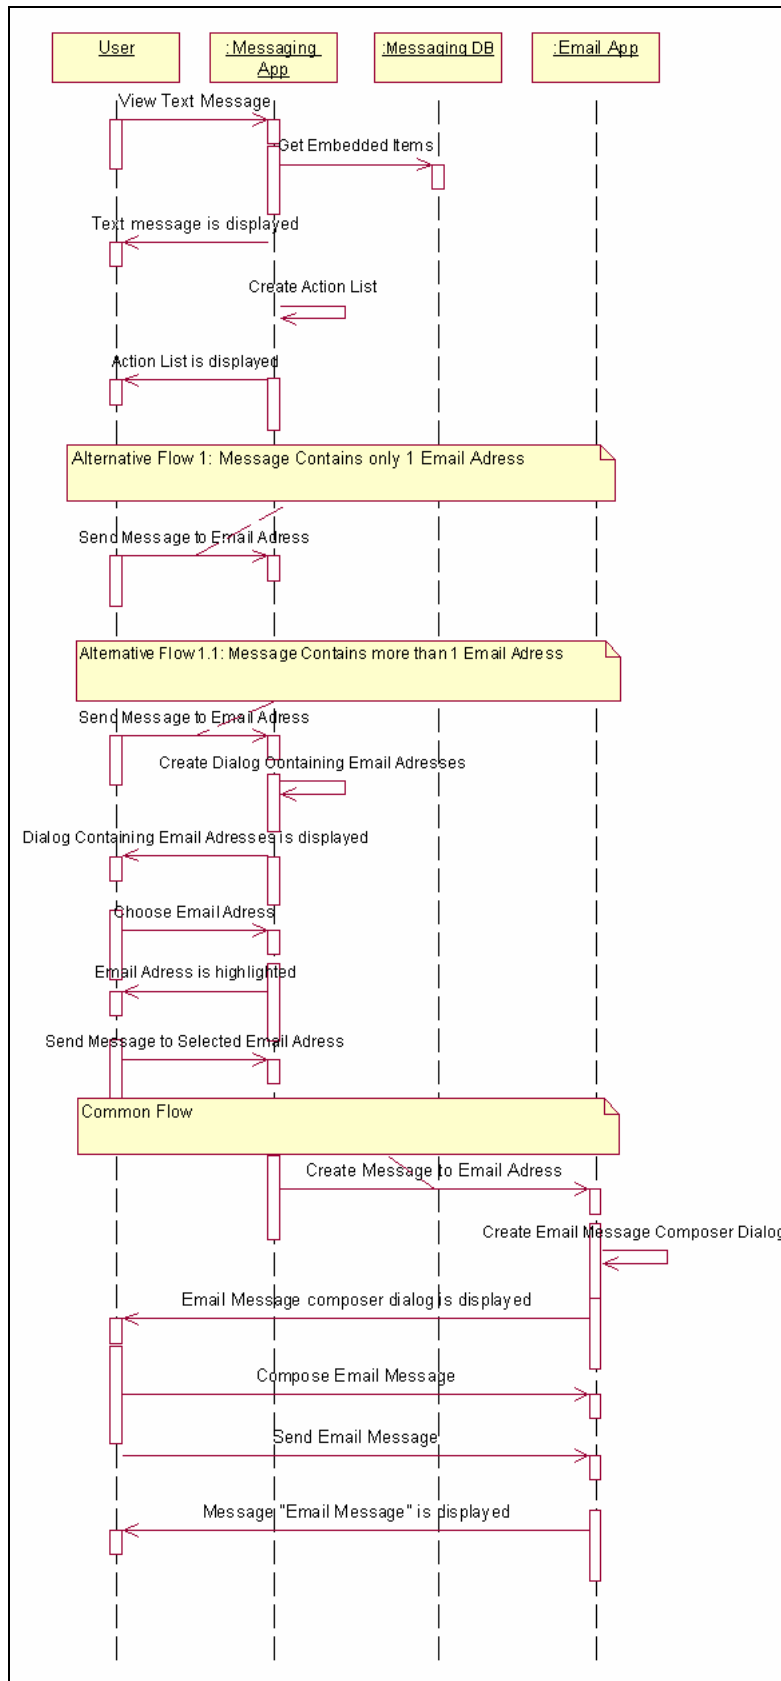 User
:Messaging
App
:Messaging DB
:Email App
View Text Message
Get Embedded Items
Text message is displayed
Create Action List
Action List is displayed
Alternative Flow 1: Message Contains only 1 Email Adress
Send Message to Email Adress
Alternative Flow1.1: Message Contains more than 1 Email Adress
Send Message to Email Adress
Create Dialog Containing Email Adresses
Dialog Containing Email Adresses is displayed
Choose Email Adress
Email Adress is highlighted
Send Message to Selected Email Adress
Common Flow
Create Message to Email Adress
Create Email Message Composer Dialog
Email Message composer dialog is displayed
Compose Email Message
Send Email Message
Message "Email Message" is displayed